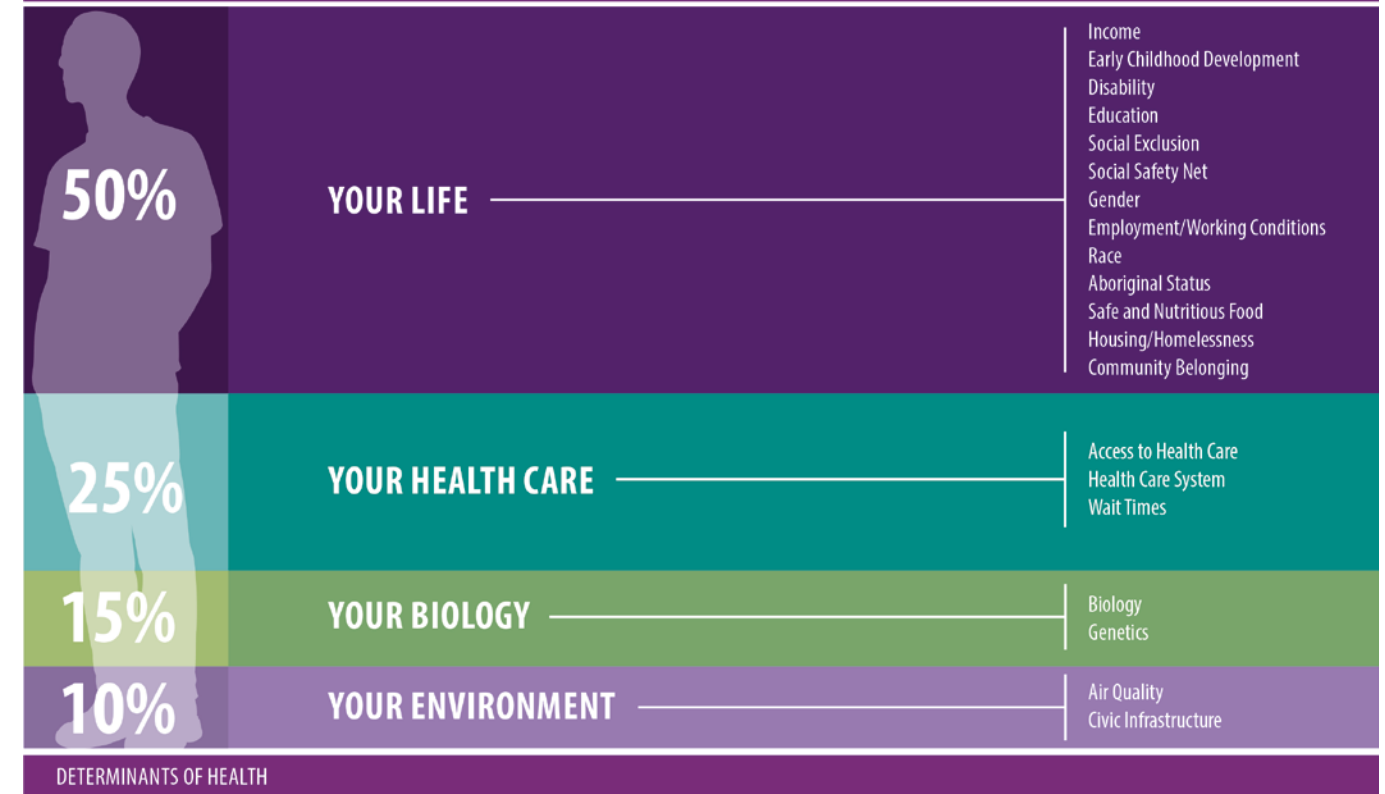 50%
YOUR LIFE
Income
Early Childhood Development
Disability
Education
Social Exclusion
Social Safety Net
Gender
Employment/Working Conditions
Race
Aboriginal Status
Safe and Nutritious Food
Housing/Homelessness
Community Belonging
25%
YOUR HEALTH CARE
Access to Health Care
Health Care System
Wait Times
15%
YOUR BIOLOGY
Biology
Genetics
10%
YOUR ENVIRONMENT
Air Quality
Civic Infrastructure
DETERMINANTS OF HEALTH